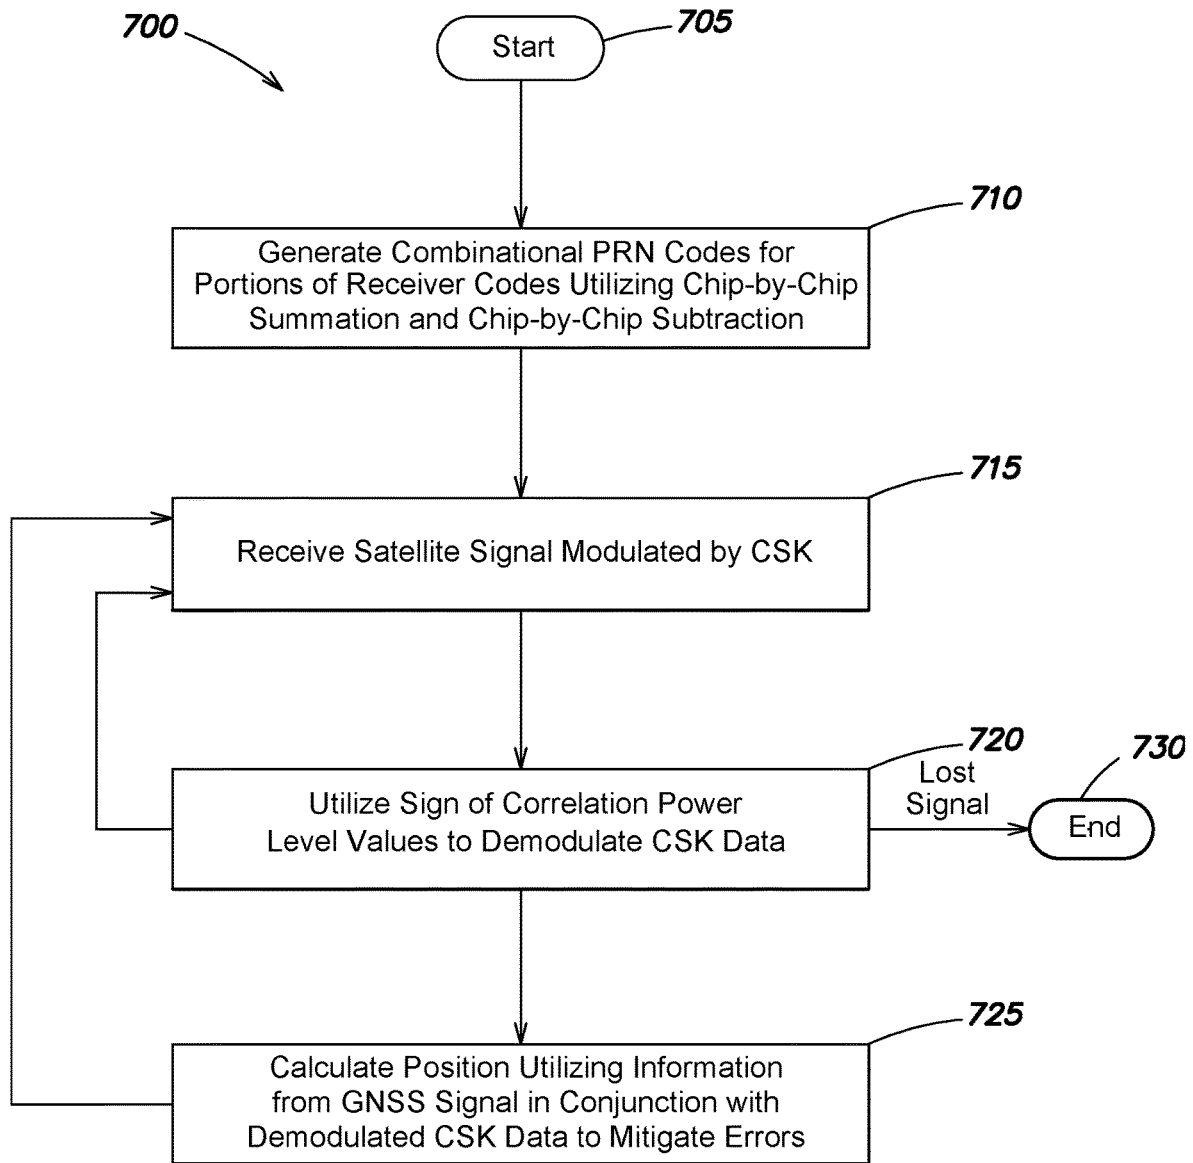 700
705
Start
710
Generate Combinational PRN Codes for
Portions of Receiver Codes Utilizing Chip-by-Chip
Summation and Chip-by-Chip Subtraction
715
Receive Satellite Signal Modulated by CSK
720
730
Utilize Sign of Correlation Power
Level Values to Demodulate CSK Data
Lost
Signal
End
725
Calculate Position Utilizing Information
from GNSS Signal in Conjunction with
Demodulated CSK Data to Mitigate Errors